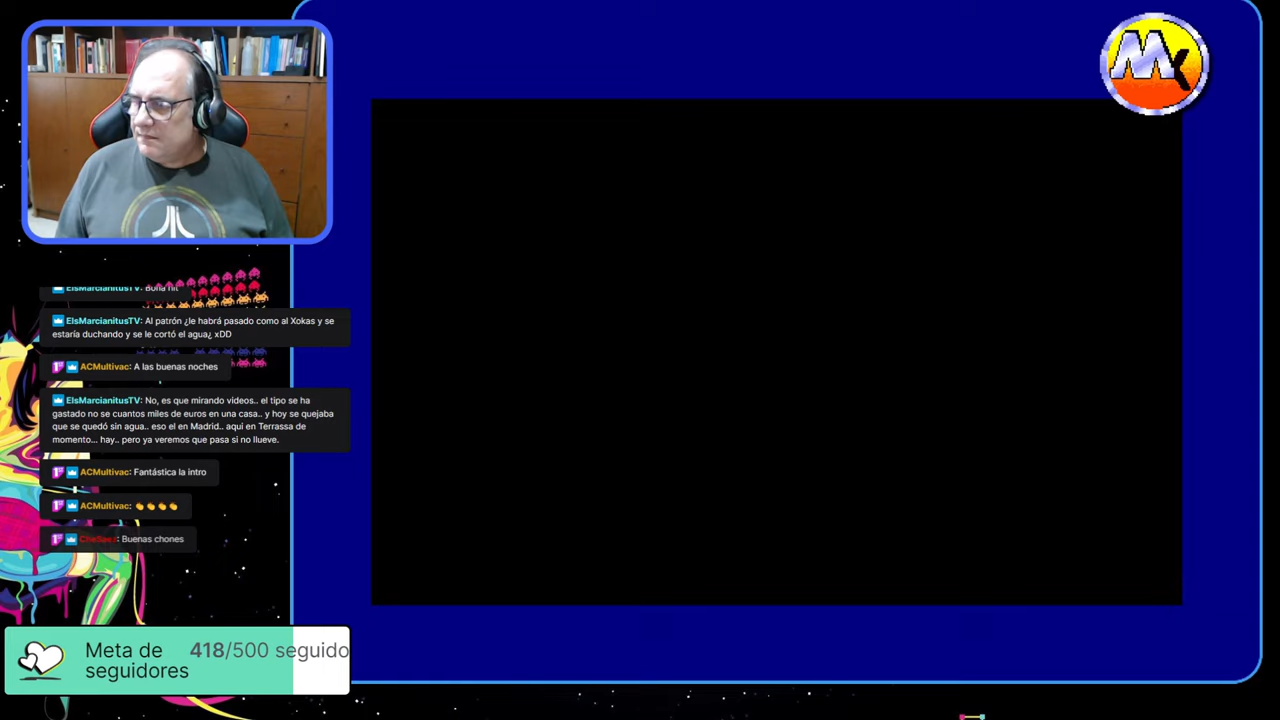 MK
ElsMarcianitusTV: Bona nit
ElsMarcianitusTV: Al patrón ¿le habrá pasado como al Xokas y se
estaría duchando y se le cortó el agua¿ xDD
ACMultivac: A las buenas noches
ElsMarcianitusTV: No, es que mirando videos.. el tipo se ha
gastado no se cuantos miles de euros en una casa.. y hoy se quejaba
que se quedó sin agua.. eso el en Madrid.. aqui en Terrassa de
momento... hay.. pero ya veremos que pasa si no llueve.
ACMultivac: Fantástica la intro
ACMultivac: 👏👏👏👏
: Buenas chones
Meta de
seguidores
418/500 seguido